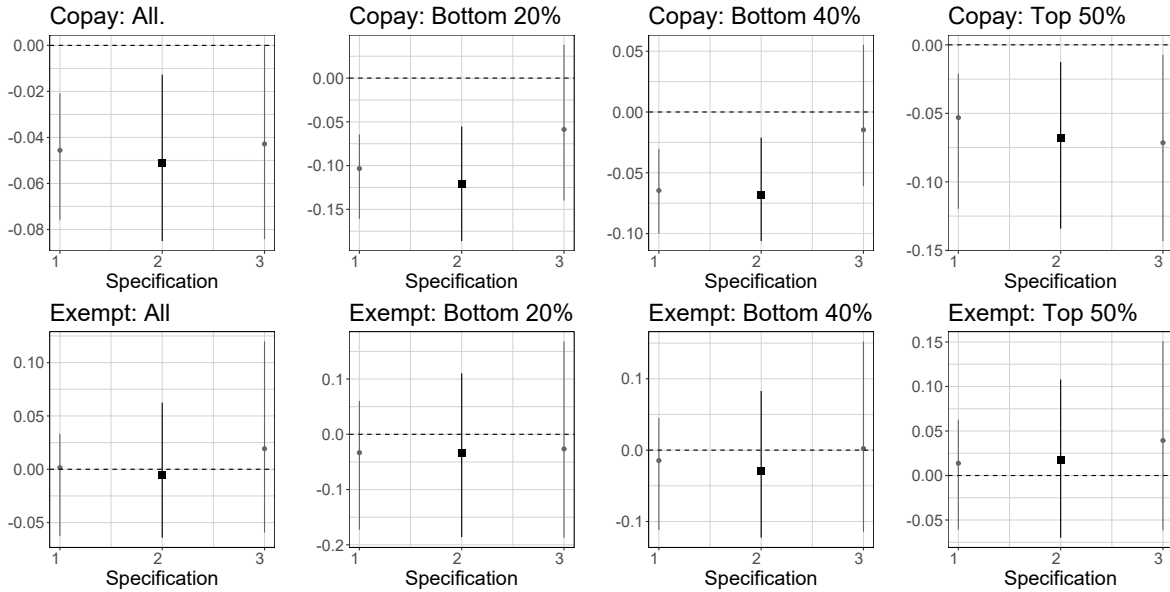 Copay: All.
Copay: Bottom 20%
Copay: Bottom 40%
Copay: Top 50%
0.00
-0.02
-0.04
-0.06
-0.08
1 2 3
Specification
0.00
-0.05
-0.10
-0.15
1 2 3
Specification
0.05
0.00
-0.05
-0.10
1 2 3
Specification
0.00
-0.05
-0.10
-0.15
1 2 3
Specification
Exempt: All
Exempt: Bottom 20%
Exempt: Bottom 40%
Exempt: Top 50%
0.10
0.05
0.00
-0.05
1 2 3
Specification
0.1
0.0
-0.1
-0.2
1 2 3
Specification
0.1
0.0
-0.1
1 2 3
Specification
0.15
0.10
0.05
0.00
-0.05
1 2 3
Specification